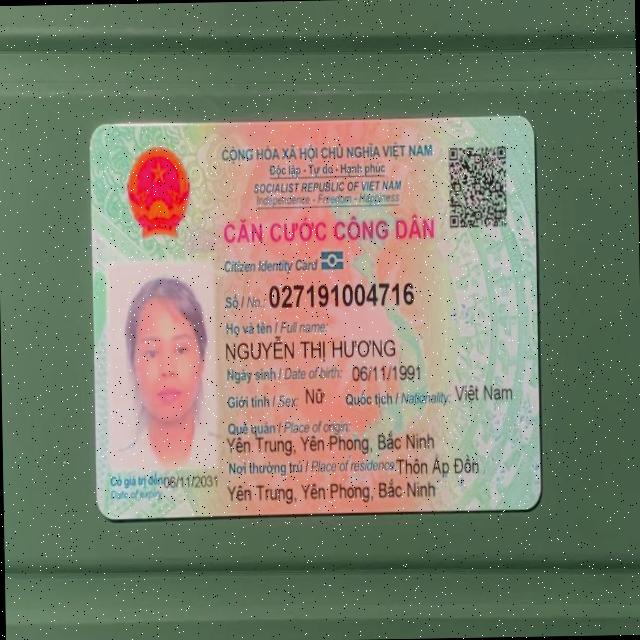 CỘNG HÒA XÃ HỘI CHỦ NGHĨA VIỆT NAM
Độc lập - Tự do - Hạnh phúc
SOCIALIST REPUBLIC OF VIET NAM
Independence - Freedom - Happiness
CĂN CƯỚC CÔNG DÂN
Citizen Identity Card
Số / No.: 027191004716
Họ và tên / Full name:
NGUYỄN THỊ HƯƠNG
Ngày sinh / Date of birth: 06/11/1991
Giới tính / Sex: Nữ Quốc tịch / Nationality: Việt Nam
Quê quán / Place of origin:
Yên Trung, Yên Phong, Bắc Ninh
Nơi thường trú / Place of residence: Thôn Ấp Đồn
Yên Trung, Yên Phong, Bắc Ninh
Có giá trị đến: 06/11/2031
Date of expiry